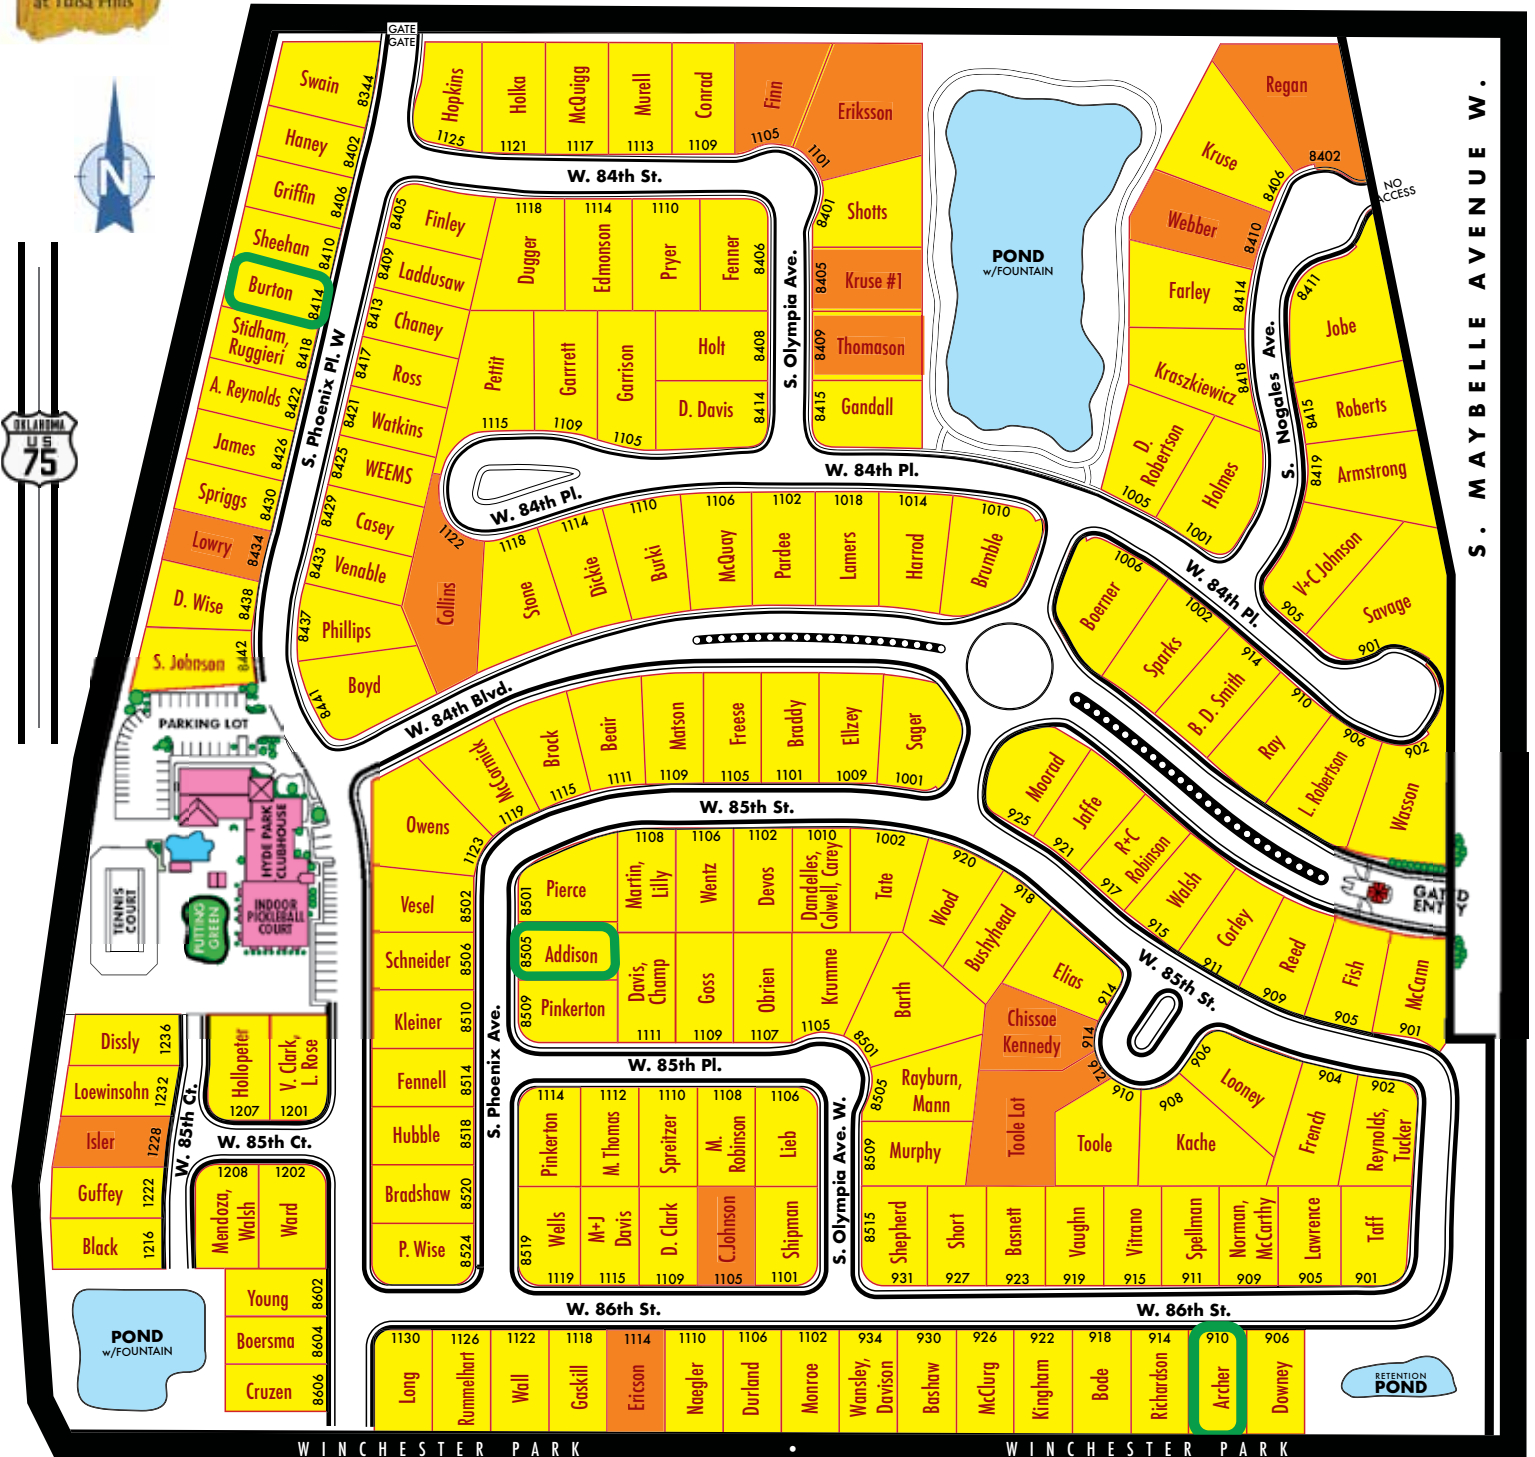 at Tulsa Hills
N
OKLAHOMA
US
75
GATE
GATE
Swain 8344
Haney 8402
Griffin 8406
Sheehan 8410
Burton 8414
Stidham,
Ruggieri 8418
A. Reynolds 8422
James 8426
Spriggs 8430
Lowry 8434
D. Wise 8438
S. Johnson 8442
S. Phoenix Pl. W
Hopkins 1125
Holka 1121
McQuigg 1117
Murell 1113
Conrad 1109
Finn 1105
Eriksson 1101
W. 84th St.
Shotts 8401
Kruse #1 8405
Thomason 8409
Gandall 8415
S. Olympia Ave.
Finley 8405
Laddusaw 8409
Chaney 8413
Ross 8417
Watkins 8421
WEEMS 8425
Casey 8429
Venable 8433
Phillips 8437
Boyd 8441
Dugger 1118
Edmonson 1114
Pryer 1110
Fenner 8406
Holt 8408
D. Davis 8414
Pettit 1115
Garrrett 1109
Garrison 1105
POND
w/FOUNTAIN
Regan 8402
Kruse 8406
Webber 8410
Farley 8414
Kraszkiewicz 8418
D.
Robertson 1005
Holmes 1001
NO
ACCESS
S. Nogales Ave.
Jobe 8411
Roberts 8415
Armstrong 8419
V+C Johnson 905
Savage 901
S. MAYBELLE AVENUE W.
W. 84th Pl.
W. 84th Pl.
W. 84th Pl.
Collins 1122
Stone 1118
Dickie 1114
Burki 1110
McQuay 1106
Pardee 1102
Lamers 1018
Harrod 1014
Brumble 1010
Boerner 1006
Sparks 1002
B. D. Smith 914
Ray 910
L. Robertson 906
Wasson 902
W. 84th Blvd.
PARKING LOT
HYDE PARK
CLUBHOUSE
INDOOR
PICKLEBALL
COURT
PUTTING
GREEN
TENNIS
COURT
GATED
ENTRY
Owens 1123
McCormick 1119
Brock 1115
Beair 1111
Matson 1109
Freese 1105
Braddy 1101
Ellzey 1009
Sager 1001
W. 85th St.
Moorad 925
Jaffe 921
R+C
Robinson 917
Walsh 915
Corley 911
Reed 909
Fish 905
McCann 901
W. 85th St.
Vesel 8502
Schneider 8506
Kleiner 8510
Fennell 8514
Hubble 8518
Bradshaw 8520
P. Wise 8524
S. Phoenix Ave.
Pierce 8501
Addison 8505
Pinkerton 8509
Martin,
Lilly 1108
Wentz 1106
Devos 1102
Dandeles,
Colwell, Carey 1010
Tate 1002
Wood 920
Bushyhead 918
Elias 914
Chissoe
Kennedy 914
Toole Lot 912
Toole 910
Kache 908
Looney 906
French 904
Reynolds,
Tucker 902
Davis,
Champ 1111
Goss 1109
Obrien 1107
Krumme 1105
Barth 8501
Rayburn,
Mann 8505
Murphy 8509
W. 85th Pl.
Pinkerton 1114
M. Thomas 1112
Spreitzer 1110
M.
Robinson 1108
Lieb 1106
Wells 8519 1119
M+J
Davis 1115
D. Clark 1109
C.Johnson 1105
Shipman 1101
S. Olympia Ave. W.
Shepherd 8515 931
Short 927
Basnett 923
Vaughn 919
Vitrano 915
Spellman 911
Norman,
McCarthy 909
Lawrence 905
Taff 901
Dissly 1236
Loewinsohn 1232
Isler 1228
Guffey 1222
Black 1216
W. 85th Ct.
Hollopeter 1207
V. Clark,
L. Rose 1201
W. 85th Ct.
Mendoza,
Walsh 1208
Ward 1202
Young 8602
Boersma 8604
Cruzen 8606
POND
w/FOUNTAIN
W. 86th St.
W. 86th St.
Long 1130
Rummelhart 1126
Wall 1122
Gaskill 1118
Ericson 1114
Naegler 1110
Durland 1106
Monroe 1102
Wansley,
Davison 934
Bashaw 930
McClurg 926
Kingham 922
Bode 918
Richardson 914
Archer 910
Downey 906
RETENTION
POND
WINCHESTER PARK • WINCHESTER PARK